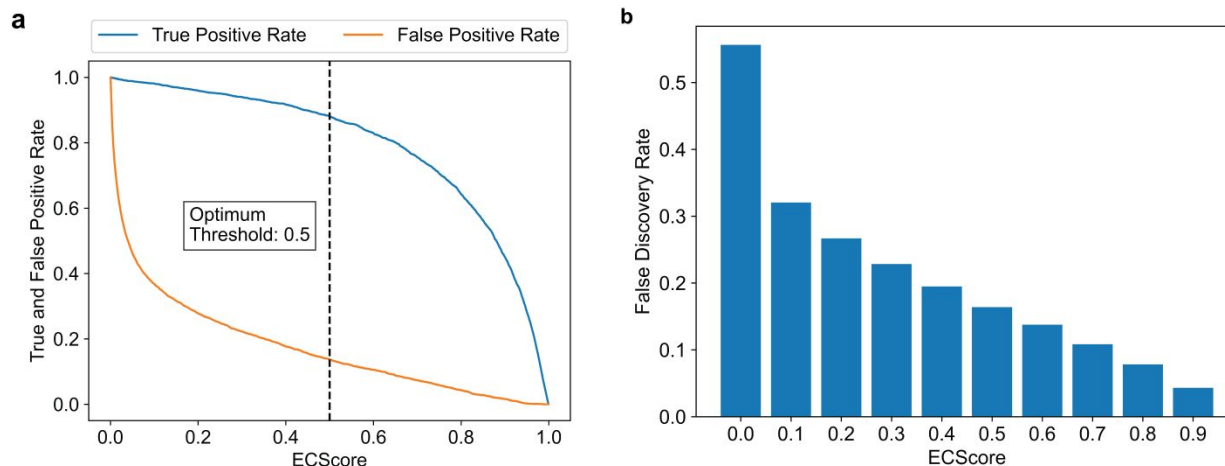 a
True Positive Rate
False Positive Rate
True and False Positive Rate
1.0
0.8
0.6
0.4
0.2
0.0
Optimum
Threshold: 0.5
0.0 0.2 0.4 0.6 0.8 1.0
ECScore
b
False Discovery Rate
0.5
0.4
0.3
0.2
0.1
0.0
0.0 0.1 0.2 0.3 0.4 0.5 0.6 0.7 0.8 0.9
ECScore